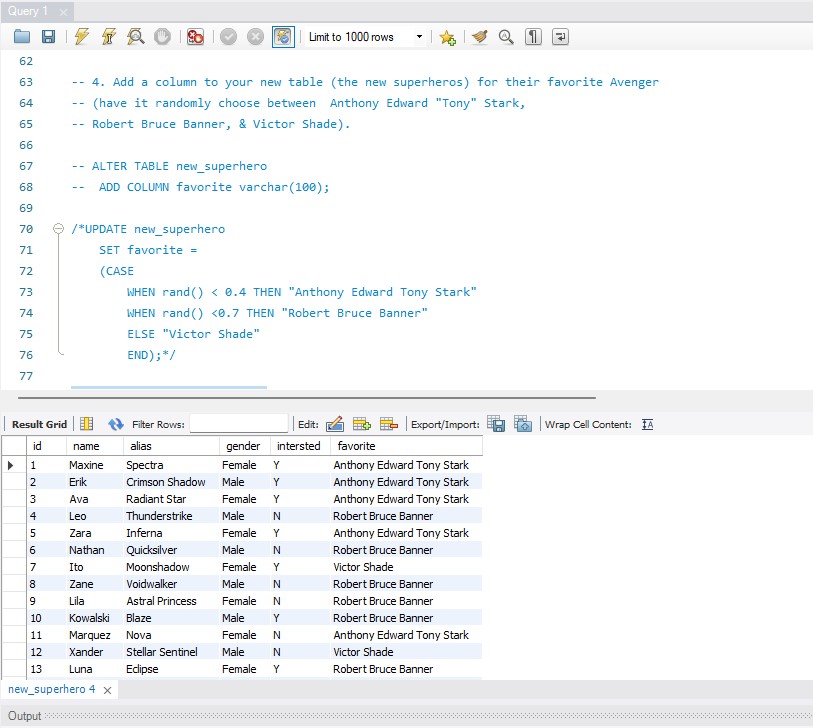 Query 1
Limit to 1000 rows
62
63 -- 4. Add a column to your new table (the new superheros) for their favorite Avenger
64 -- (have it randomly choose between  Anthony Edward "Tony" Stark,
65 -- Robert Bruce Banner, & Victor Shade).
66
67 -- ALTER TABLE new_superhero
68 --  ADD COLUMN favorite varchar(100);
69
70 /*UPDATE new_superhero
71 SET favorite =
72 (CASE
73 WHEN rand() < 0.4 THEN "Anthony Edward Tony Stark"
74 WHEN rand() <0.7 THEN "Robert Bruce Banner"
75 ELSE "Victor Shade"
76 END);*/
77
Result Grid Filter Rows: Edit: Export/Import: Wrap Cell Content: IA
id name alias gender intersted favorite
1 Maxine Spectra Female Y Anthony Edward Tony Stark
2 Erik Crimson Shadow Male Y Anthony Edward Tony Stark
3 Ava Radiant Star Female Y Anthony Edward Tony Stark
4 Leo Thunderstrike Male N Robert Bruce Banner
5 Zara Inferna Female Y Anthony Edward Tony Stark
6 Nathan Quicksilver Male N Robert Bruce Banner
7 Ito Moonshadow Female Y Victor Shade
8 Zane Voidwalker Male N Robert Bruce Banner
9 Lila Astral Princess Female N Robert Bruce Banner
10 Kowalski Blaze Male Y Robert Bruce Banner
11 Marquez Nova Female N Anthony Edward Tony Stark
12 Xander Stellar Sentinel Male N Victor Shade
13 Luna Eclipse Female Y Robert Bruce Banner
new_superhero 4
Output